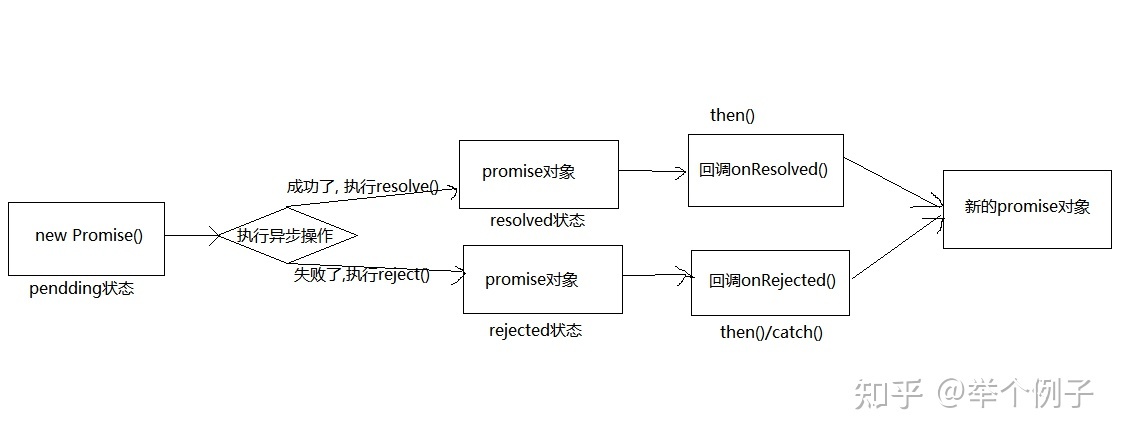 new Promise()
pendding状态
执行异步操作
成功了, 执行resolve()
promise对象
resolved状态
then()
回调onResolved()
失败了,执行reject()
promise对象
rejected状态
回调onRejected()
then()/catch()
新的promise对象
知乎 @举个例子